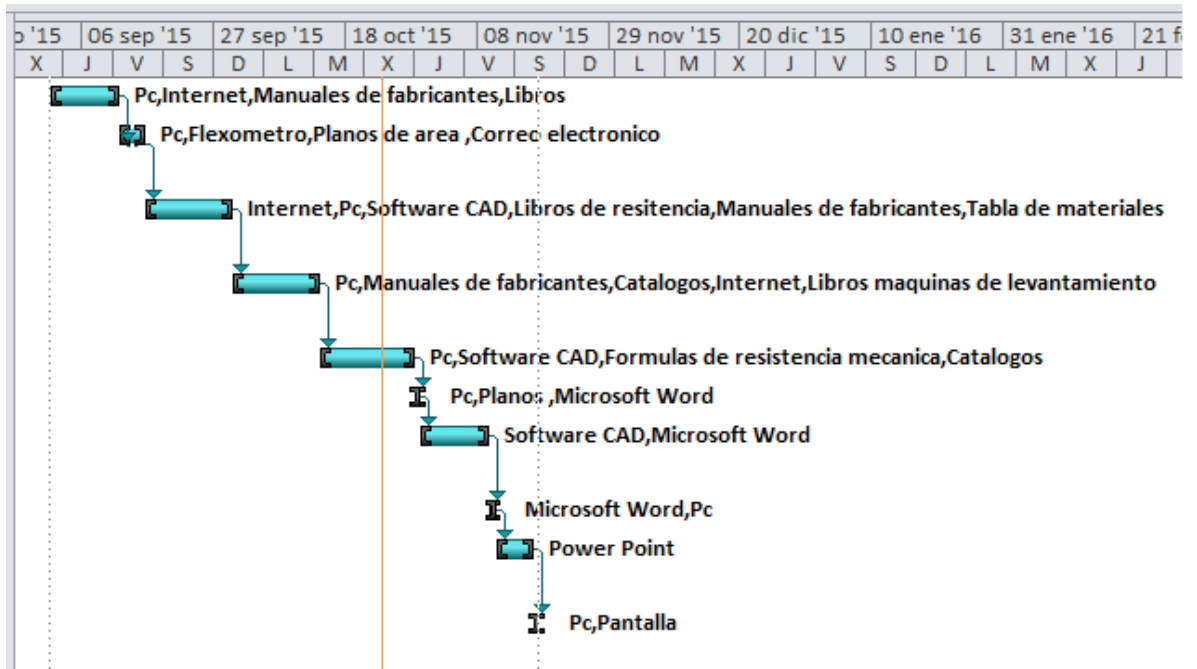 o '15 06 sep '15 27 sep '15 18 oct '15 08 nov '15 29 nov '15 20 dic '15 10 ene '16 31 ene '16 21 f
X J V S D L M X J V S D L M X J V S D L M X J
Pc,Internet,Manuales de fabricantes,Libros
Pc,Flexometro,Planos de area ,Correo electronico
Internet,Pc,Software CAD,Libros de resitencia,Manuales de fabricantes,Tabla de materiales
Pc,Manuales de fabricantes,Catalogos,Internet,Libros maquinas de levantamiento
Pc,Software CAD,Formulas de resistencia mecanica,Catalogos
Pc,Planos ,Microsoft Word
Software CAD,Microsoft Word
Microsoft Word,Pc
Power Point
Pc,Pantalla